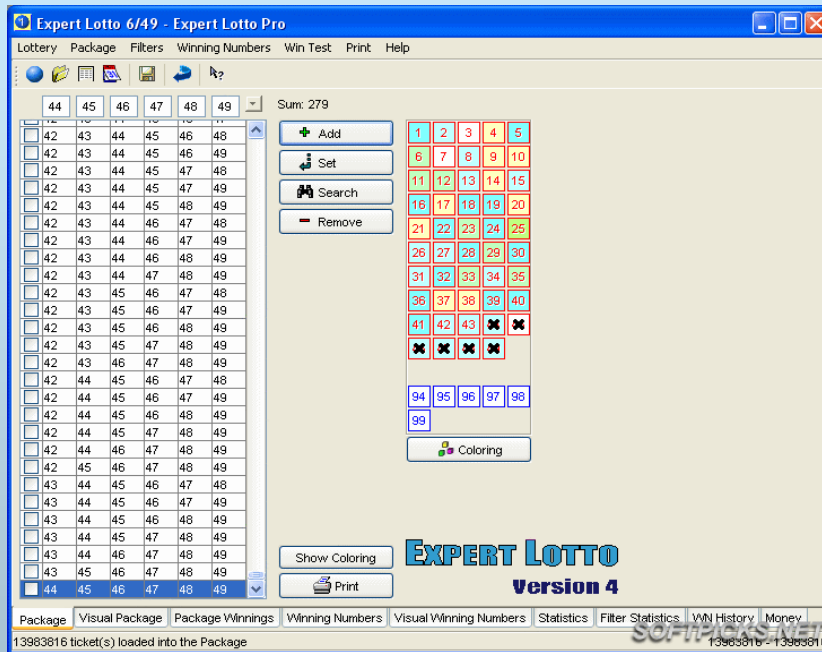 Expert Lotto 6/49 - Expert Lotto Pro
Lottery Package Filters Winning Numbers Win Test Print Help
44 45 46 47 48 49 Sum: 279
42 43 44 45 46 48
42 43 44 45 46 49
42 43 44 45 47 48
42 43 44 45 47 49
42 43 44 45 48 49
42 43 44 46 47 48
42 43 44 46 47 49
42 43 44 46 48 49
42 43 44 47 48 49
42 43 45 46 47 48
42 43 45 46 47 49
42 43 45 46 48 49
42 43 45 47 48 49
42 43 46 47 48 49
42 44 45 46 47 48
42 44 45 46 47 49
42 44 45 46 48 49
42 44 45 47 48 49
42 44 46 47 48 49
42 45 46 47 48 49
43 44 45 46 47 48
43 44 45 46 47 49
43 44 45 46 48 49
43 44 45 47 48 49
43 44 46 47 48 49
43 45 46 47 48 49
44 45 46 47 48 49
Add
Set
Search
Remove
1 2 3 4 5
6 7 8 9 10
11 12 13 14 15
16 17 18 19 20
21 22 23 24 25
26 27 28 29 30
31 32 33 34 35
36 37 38 39 40
41 42 43
94 95 96 97 98
99
Coloring
Show Coloring
Print
EXPERT LOTTO
Version 4
Package Visual Package Package Winnings Winning Numbers Visual Winning Numbers Statistics Filter Statistics WN History Money
SOFTPICKS.NET
13983816 ticket(s) loaded into the Package